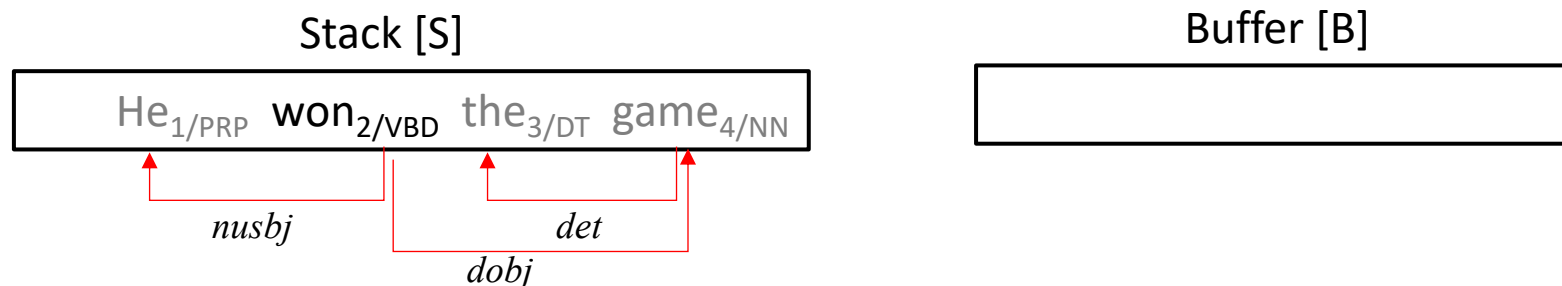 Stack [S]
Buffer [B]
He1/PRP won2/VBD the3/DT game4/NN
nusbj
det
dobj